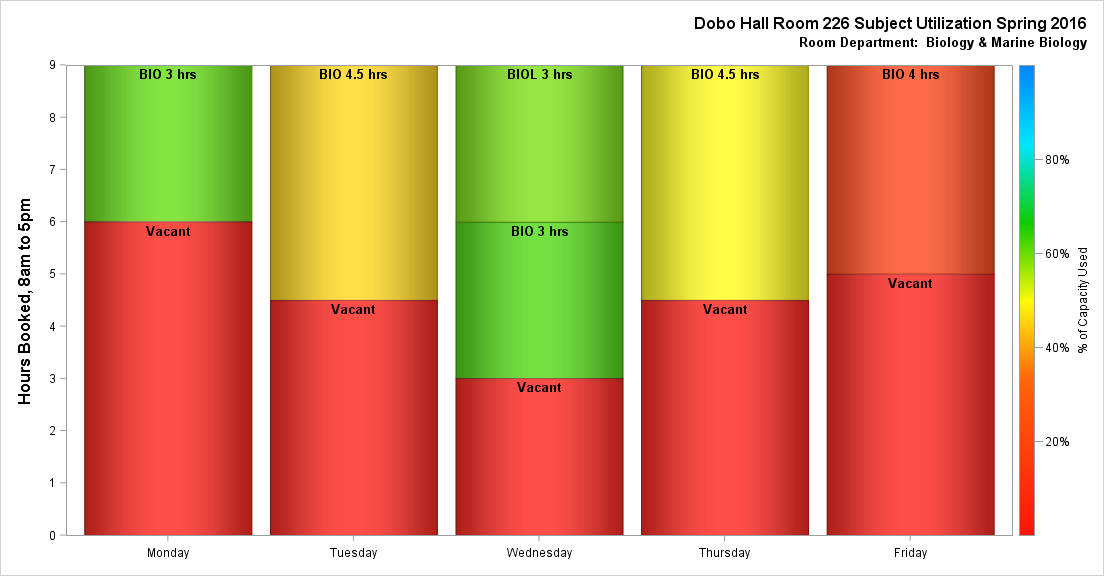 Dobo Hall Room 226 Subject Utilization Spring 2016
Room Department:  Biology & Marine Biology
Hours Booked, 8am to 5pm
9
8
7
6
5
4
3
2
1
0
BIO 3 hrs
Vacant
BIO 4.5 hrs
Vacant
BIOL 3 hrs
BIO 3 hrs
Vacant
BIO 4.5 hrs
Vacant
BIO 4 hrs
Vacant
Monday
Tuesday
Wednesday
Thursday
Friday
80%
60%
40%
20%
% of Capacity Used